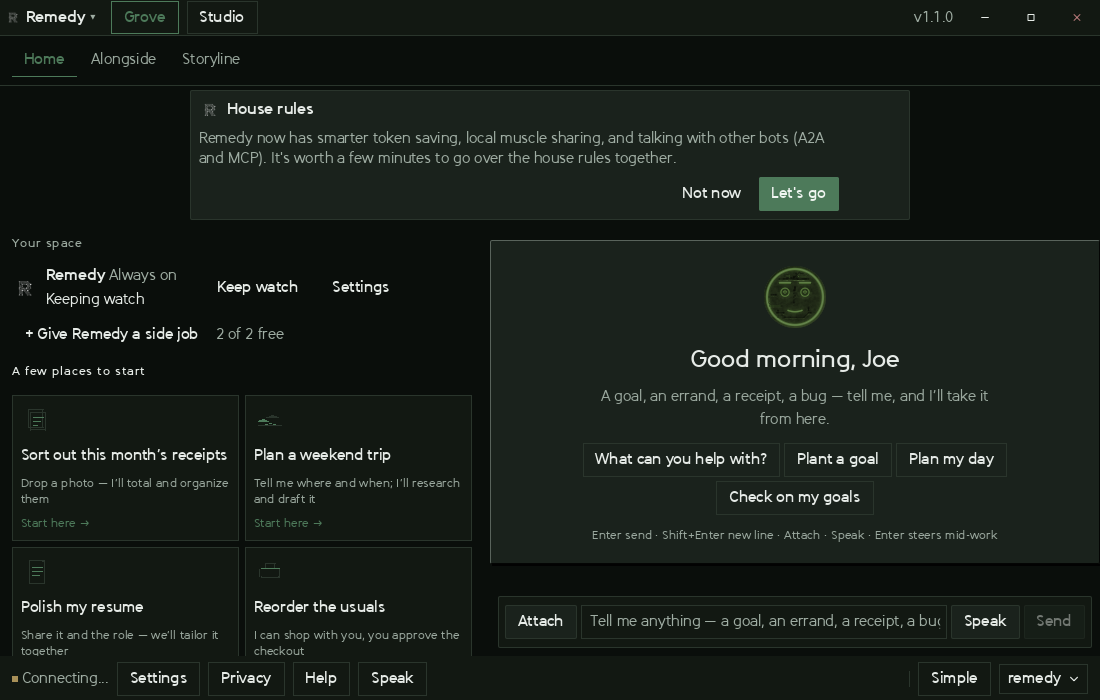 Remedy ▾ Grove Studio v1.1.0
Home Alongside Storyline
House rules
Remedy now has smarter token saving, local muscle sharing, and talking with other bots (A2A
and MCP). It's worth a few minutes to go over the house rules together.
Not now Let's go
Your space
Remedy Always on
Keeping watch
Keep watch Settings
+ Give Remedy a side job 2 of 2 free
A few places to start
Sort out this month's receipts
Drop a photo — I'll total and organize
them
Start here →
Plan a weekend trip
Tell me where and when; I'll research
and draft it
Start here →
Polish my resume
Share it and the role — we'll tailor it
together
Reorder the usuals
I can shop with you, you approve the
checkout
Good morning, Joe
A goal, an errand, a receipt, a bug — tell me, and I'll take it
from here.
What can you help with? Plant a goal Plan my day
Check on my goals
Enter send · Shift+Enter new line · Attach · Speak · Enter steers mid-work
Attach Tell me anything — a goal, an errand, a receipt, a bug Speak Send
Connecting... Settings Privacy Help Speak Simple remedy